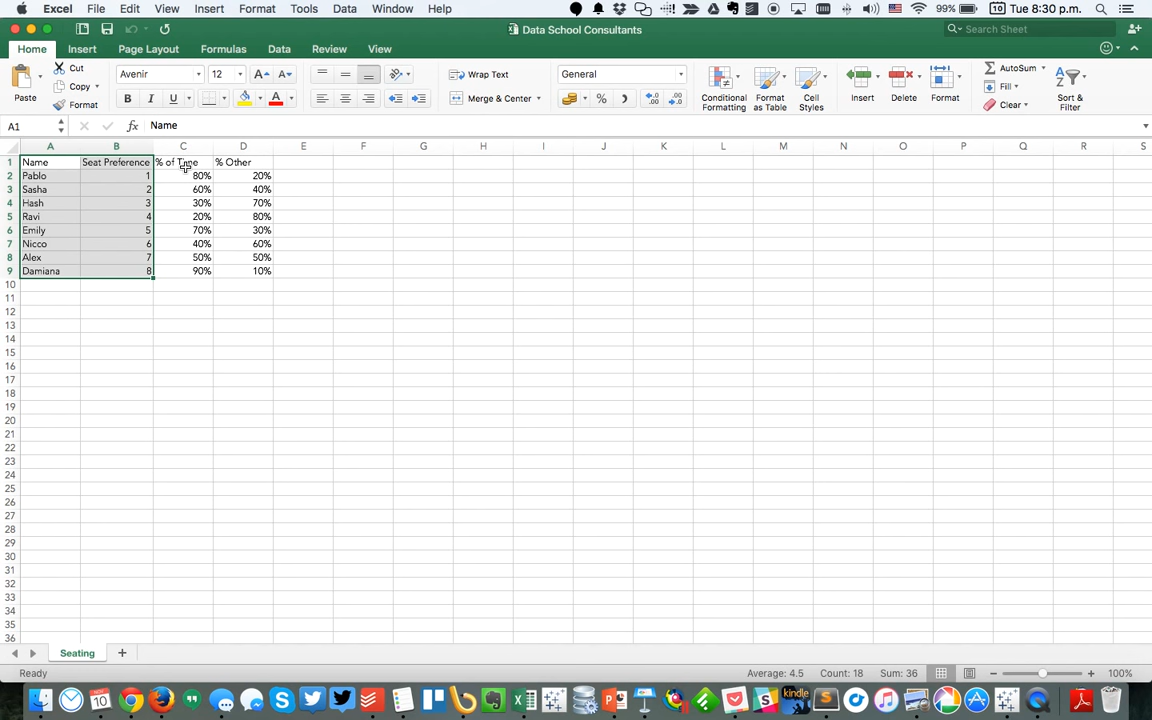 Excel File Edit View Insert Format Tools Data Window Help 99% Tue 8:30 p.m.
Data School Consultants Search Sheet
Home Insert Page Layout Formulas Data Review View
Paste Cut Copy Format Avenir 12 Wrap Text Merge & Center General Conditional Formatting Format as Table Cell Styles Insert Delete Format AutoSum Fill Clear Sort & Filter
A1 fx Name
A B C D E F G H I J K L M N O P Q R S
1 Name Seat Preference % of Time % Other
2 Pablo 1 80% 20%
3 Sasha 2 60% 40%
4 Hash 3 30% 70%
5 Ravi 4 20% 80%
6 Emily 5 70% 30%
7 Nicco 6 40% 60%
8 Alex 7 50% 50%
9 Damiana 8 90% 10%
10
11
12
13
14
15
16
17
18
19
20
21
22
23
24
25
26
27
28
29
30
31
32
33
34
35
36
Seating
Ready Average: 4.5 Count: 18 Sum: 36 100%